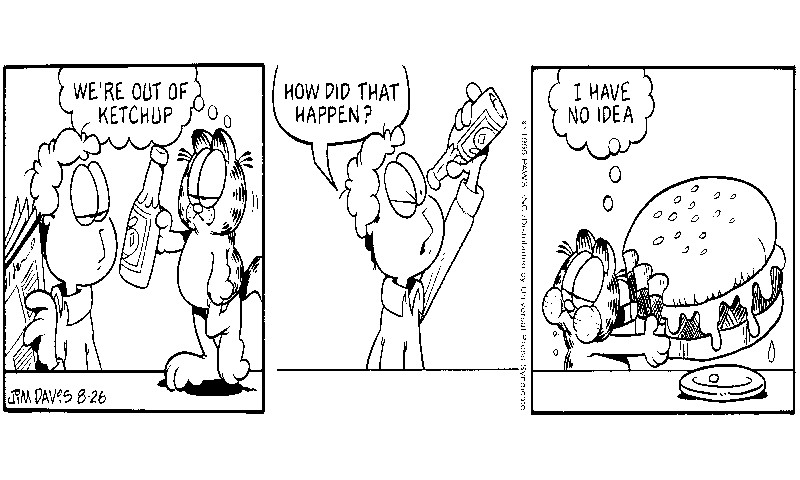 WE'RE OUT OF
KETCHUP
HOW DID THAT
HAPPEN?
I HAVE
NO IDEA
JIM DAVIS 8-26